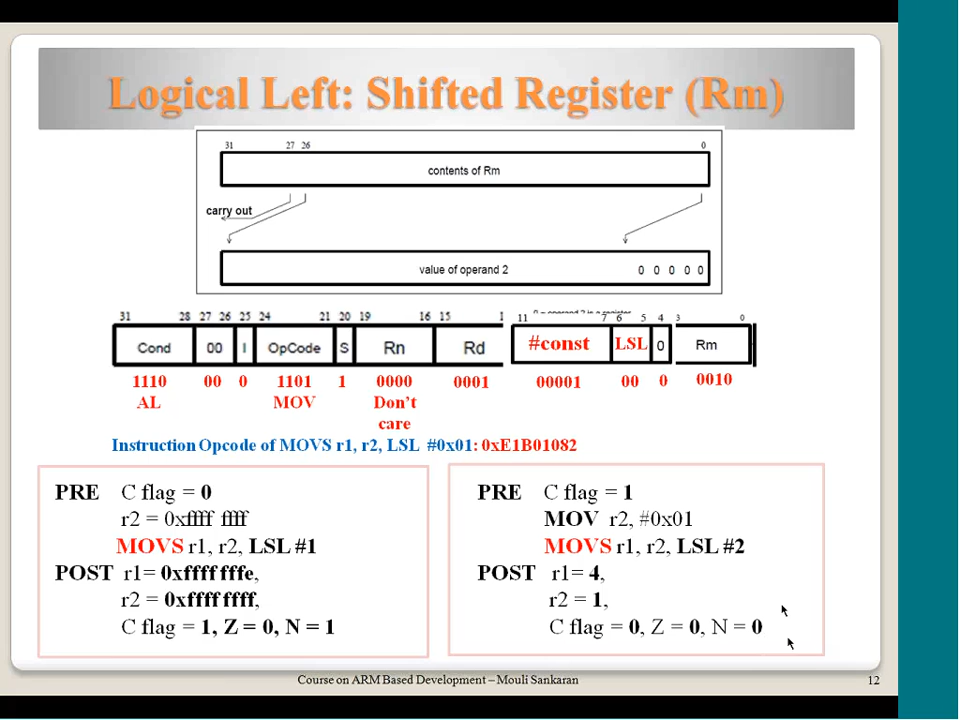 Logical Left: Shifted Register (Rm)
31 27 26 0
contents of Rm
carry out
value of operand 2 0 0 0 0 0
31 28 27 26 25 24 21 20 19 16 15 1 11 7 6 5 4 3 0
Cond 00 I OpCode S Rn Rd #const LSL 0 Rm
1110 00 0 1101 1 0000 0001 00001 00 0 0010
AL MOV Don't
care
Instruction Opcode of MOVS r1, r2, LSL #0x01: 0xE1B01082
PRE C flag = 0
r2 = 0xffff ffff
MOVS r1, r2, LSL #1
POST r1= 0xffff fffe,
r2 = 0xffff ffff,
C flag = 1, Z = 0, N = 1
PRE C flag = 1
MOV r2, #0x01
MOVS r1, r2, LSL #2
POST r1= 4,
r2 = 1,
C flag = 0, Z = 0, N = 0
Course on ARM Based Development – Mouli Sankaran 12